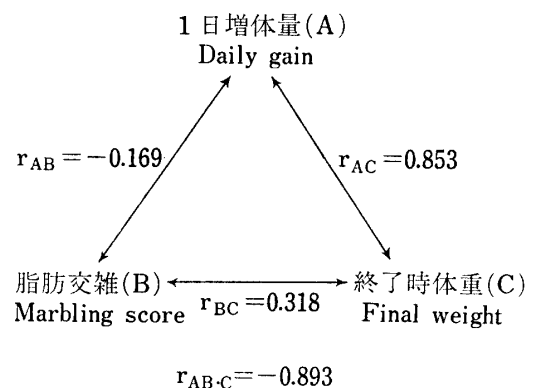 1日増体量(A)
Daily gain
r_AB=-0.169
r_AC=0.853
脂肪交雑(B)
Marbling score
r_BC=0.318
終了時体重(C)
Final weight
r_AB·C=-0.893